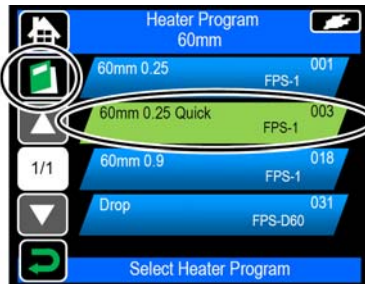 Heater Program
60mm
60mm 0.25 001
FPS-1
60mm 0.25 Quick 003
FPS-1
1/1
60mm 0.9 018
FPS-1
Drop 031
FPS-D60
Select Heater Program